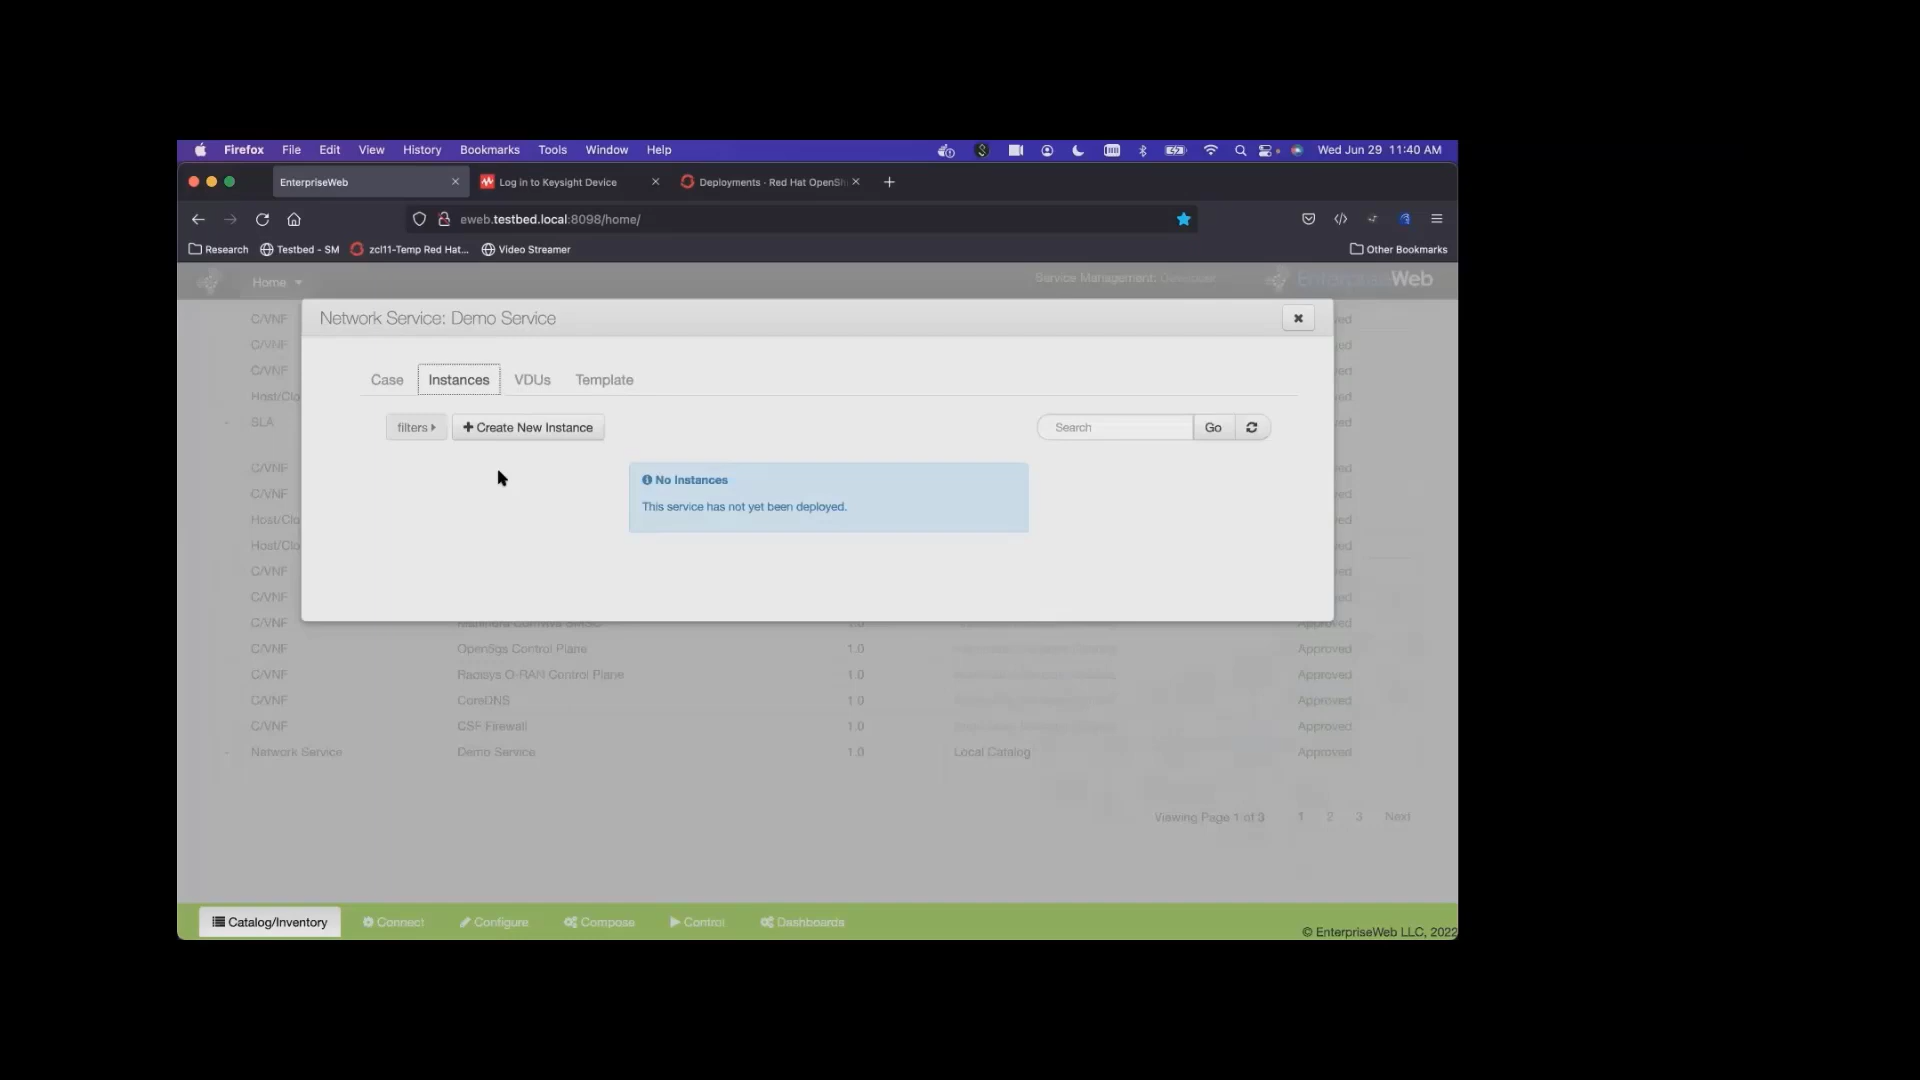 Firefox File Edit View History Bookmarks Tools Window Help Wed Jun 29 11:40 AM
EnterpriseWeb Log in to Keysight Device Deployments · Red Hat OpenShi
eweb.testbed.local:8098/home/
Research Testbed - SM zcl11-Temp Red Hat... Video Streamer Other Bookmarks
Home Service Management: Developer EnterpriseWeb
Network Service: Demo Service
Case Instances VDUs Template
filters Create New Instance Search Go
No Instances
This service has not yet been deployed.
C/VNF
C/VNF
C/VNF
Host/Clo
SLA
C/VNF
C/VNF
Host/Clo
Host/Clo
C/VNF
C/VNF
C/VNF 1.0 Approved
C/VNF Open5gs Control Plane 1.0 Approved
C/VNF Radisys O-RAN Control Plane 1.0 Approved
C/VNF CoreDNS 1.0 Approved
C/VNF CSF Firewall 1.0 Approved
Network Service Demo Service 1.0 Local Catalog Approved
Viewing Page 1 of 3 1 2 3 Next
Catalog/Inventory Connect Configure Compose Control Dashboards
© EnterpriseWeb LLC, 2022